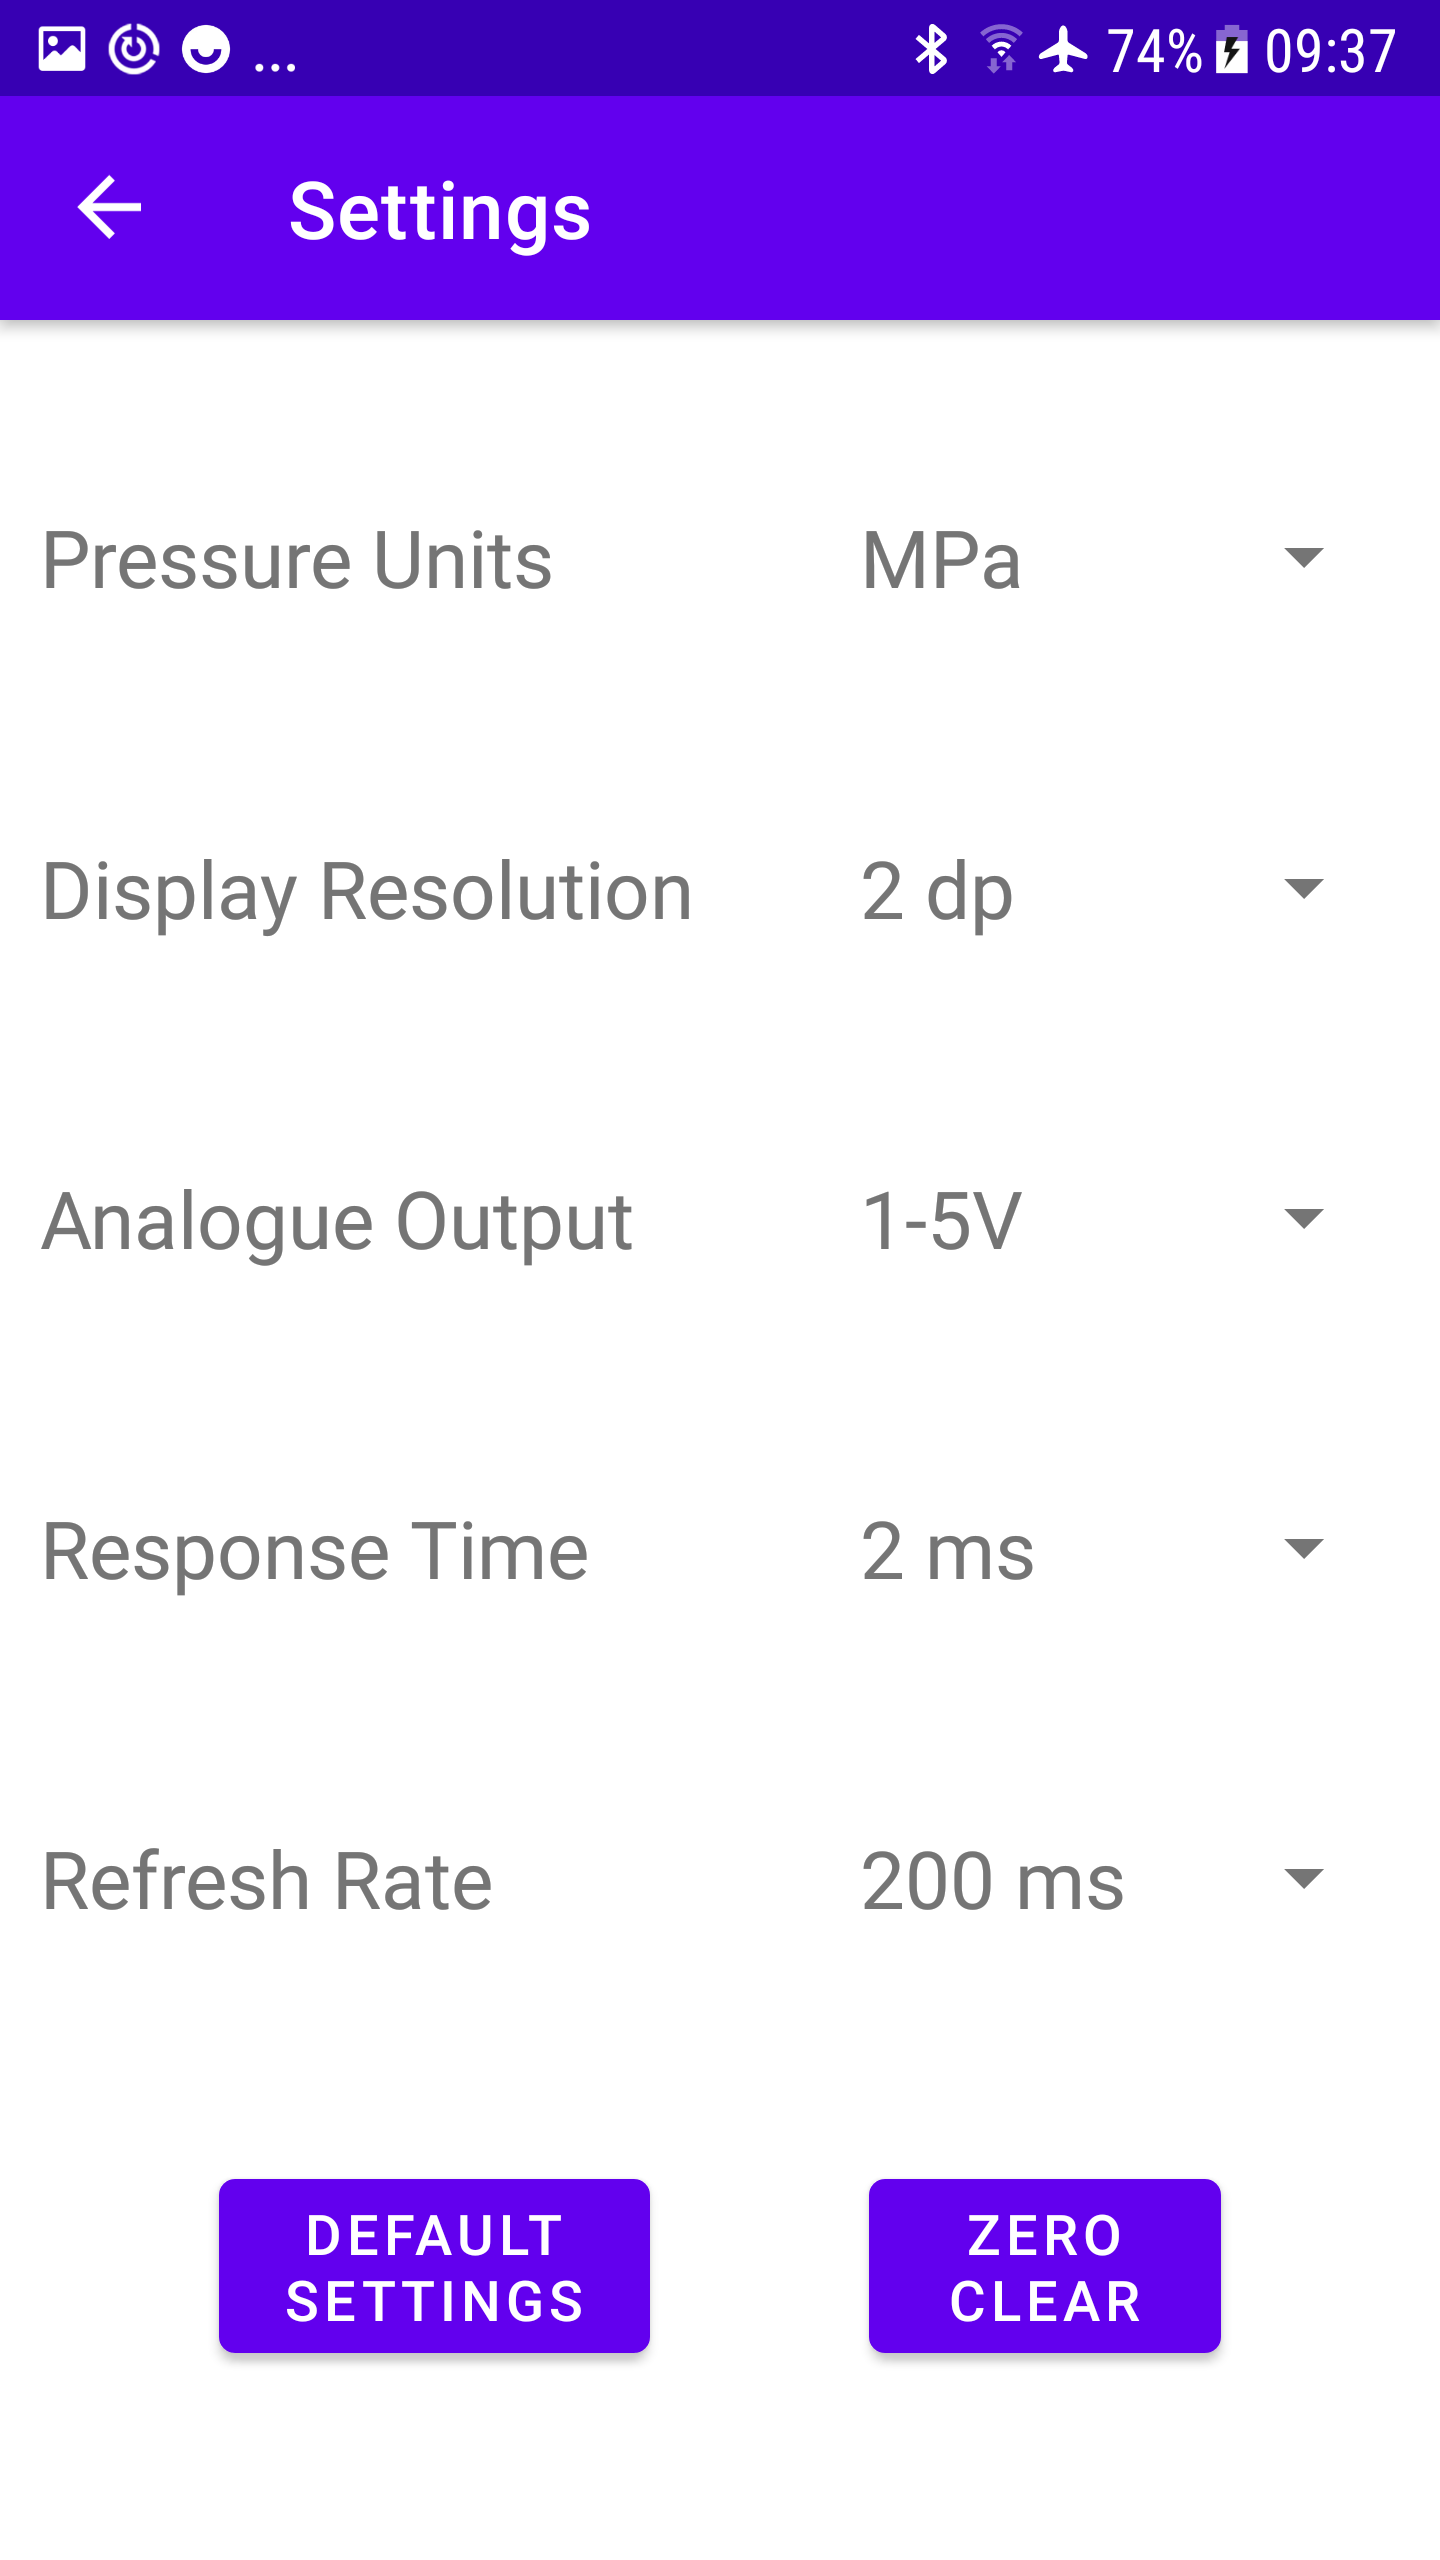 ... 74% 09:37
Settings
Pressure Units MPa
Display Resolution 2 dp
Analogue Output 1-5V
Response Time 2 ms
Refresh Rate 200 ms
DEFAULT
SETTINGS
ZERO
CLEAR